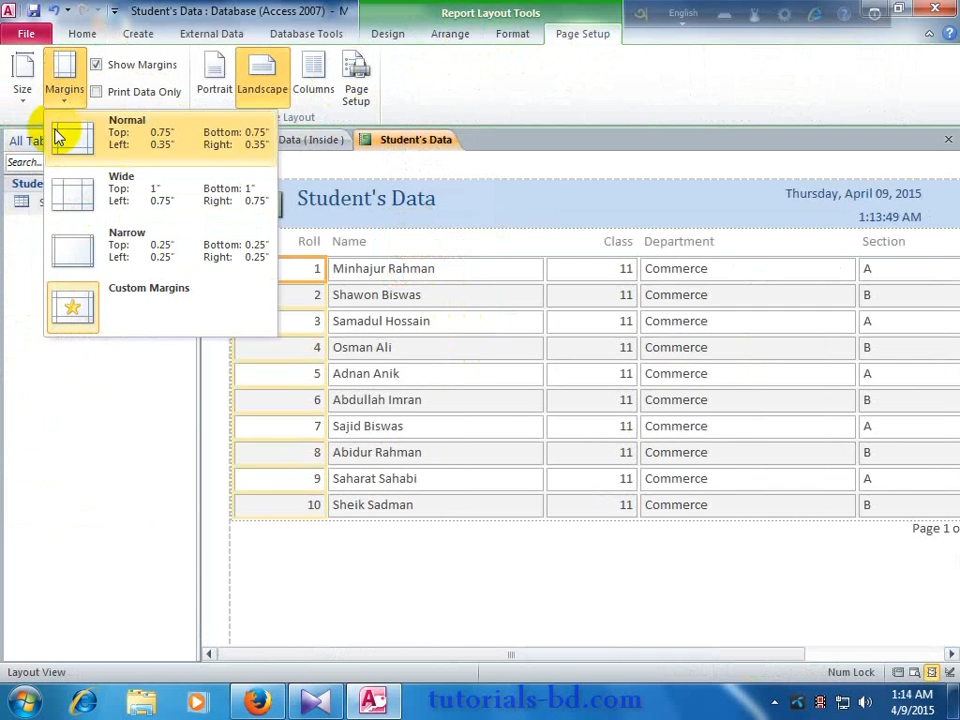 Student's Data : Database (Access 2007) - M
Report Layout Tools
English
File
Home
Create
External Data
Database Tools
Design
Arrange
Format
Page Setup
Size
Margins
Show Margins
Print Data Only
Portrait
Landscape
Columns
Page
Setup
Layout
Normal
Top: 0.75" Bottom: 0.75"
Left: 0.35" Right: 0.35"
Wide
Top: 1" Bottom: 1"
Left: 0.75" Right: 0.75"
Narrow
Top: 0.25" Bottom: 0.25"
Left: 0.25" Right: 0.25"
Custom Margins
All Tab
Search...
Stude
Data ( Inside )
Student's Data
Student's Data
Thursday, April 09, 2015
1:13:49 AM
Roll Name Class Department Section
1 Minhajur Rahman 11 Commerce A
2 Shawon Biswas 11 Commerce B
3 Samadul Hossain 11 Commerce A
4 Osman Ali 11 Commerce B
5 Adnan Anik 11 Commerce A
6 Abdullah Imran 11 Commerce B
7 Sajid Biswas 11 Commerce A
8 Abidur Rahman 11 Commerce B
9 Saharat Sahabi 11 Commerce A
10 Sheik Sadman 11 Commerce B
Page 1 o
Layout View
Num Lock
tutorials-bd.com
1:14 AM
4/9/2015